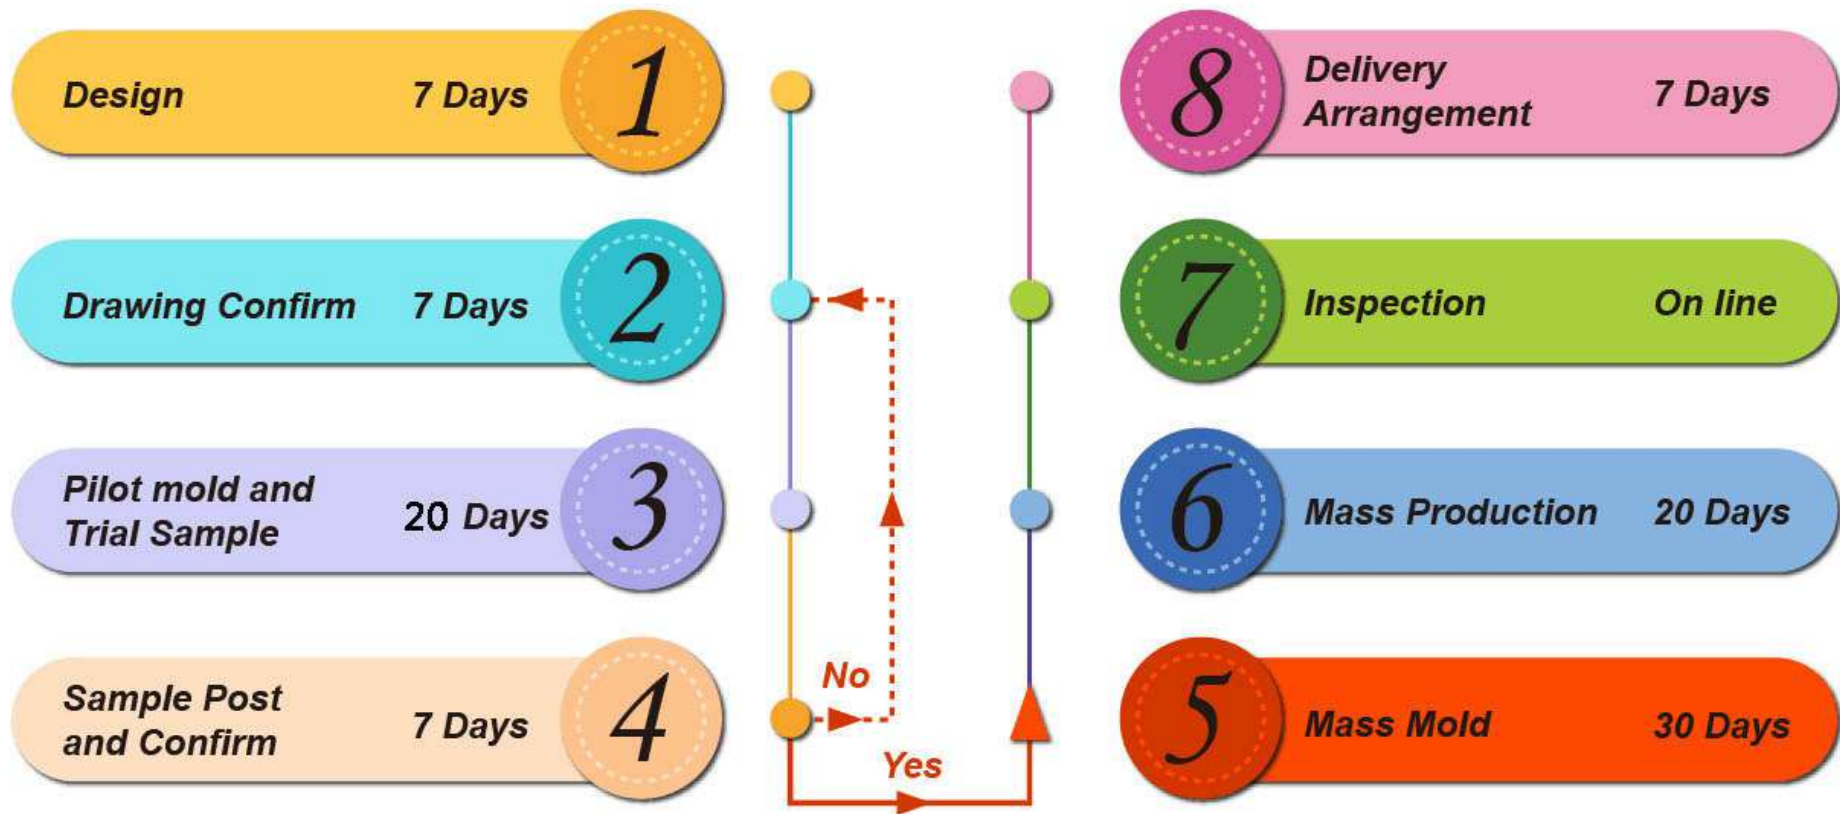 Design 7 Days 1
Drawing Confirm 7 Days 2
Pilot mold and
Trial Sample 20 Days 3
Sample Post
and Confirm 7 Days 4
No
Yes
8 Delivery
Arrangement 7 Days
7 Inspection On line
6 Mass Production 20 Days
5 Mass Mold 30 Days